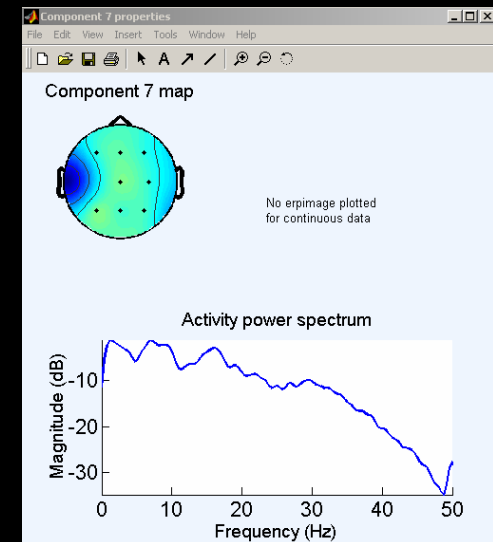 Component 7 properties
File Edit View Insert Tools Window Help
A
Component 7 map
No erpimage plotted
for continuous data
Activity power spectrum
Magnitude (dB)
-10
-20
-30
0 10 20 30 40 50
Frequency (Hz)